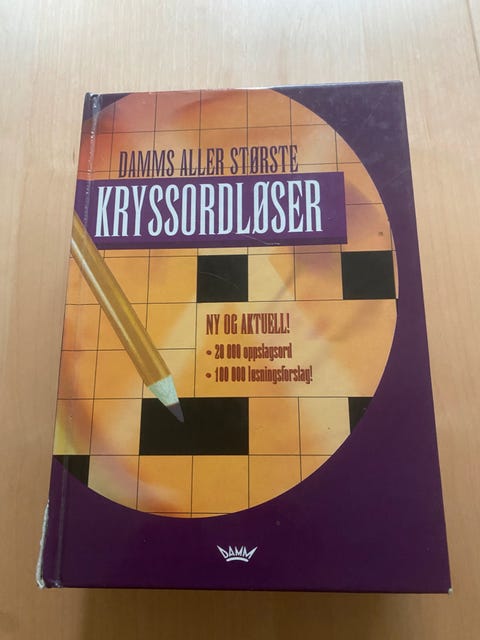 DAMMS ALLER STØRSTE
KRYSSORDLØSER
NY OG AKTUELL!
• 20 000 oppslagsord
• 100 000 løsningsforslag!
DAMM